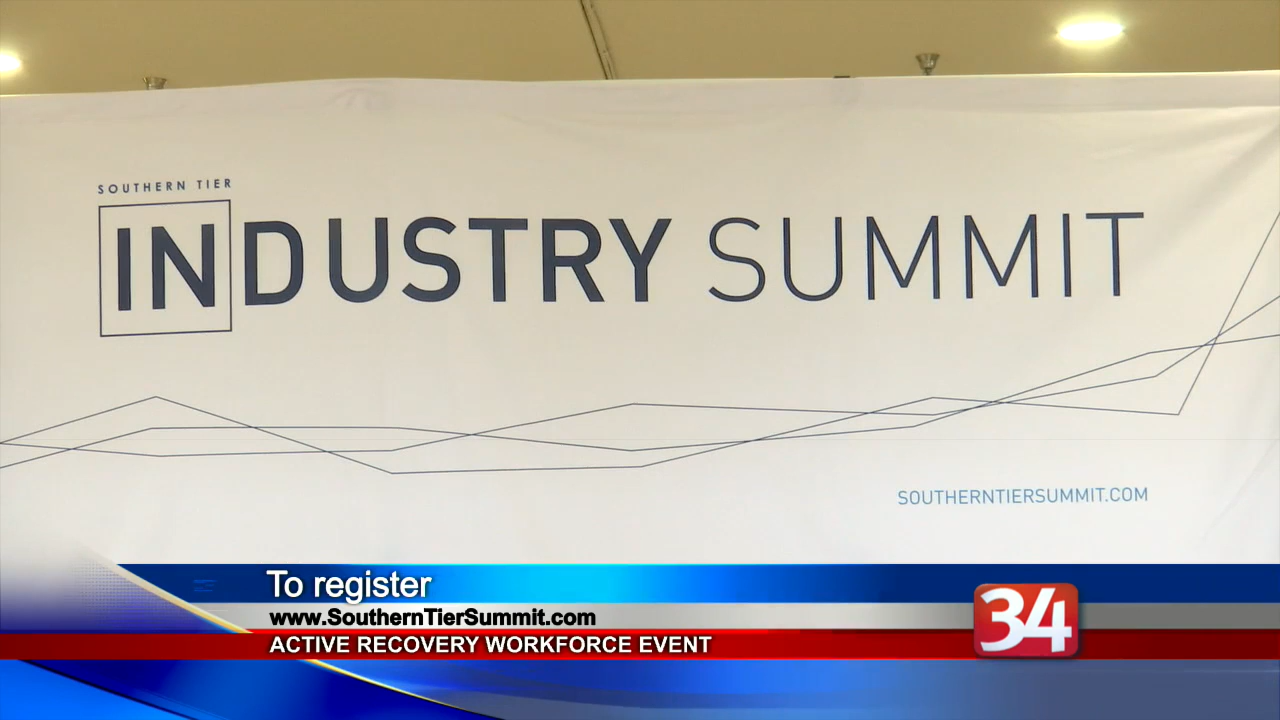 SOUTHERN TIER
INDUSTRY SUMMIT
SOUTHERNTIERSUMMIT.COM
To register
www.SouthernTierSummit.com
ACTIVE RECOVERY WORKFORCE EVENT
34